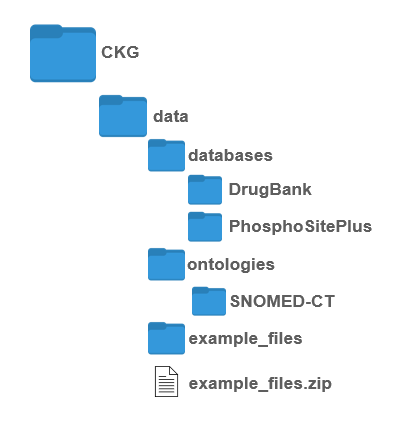 CKG
data
databases
DrugBank
PhosphoSitePlus
ontologies
SNOMED-CT
example_files
example_files.zip